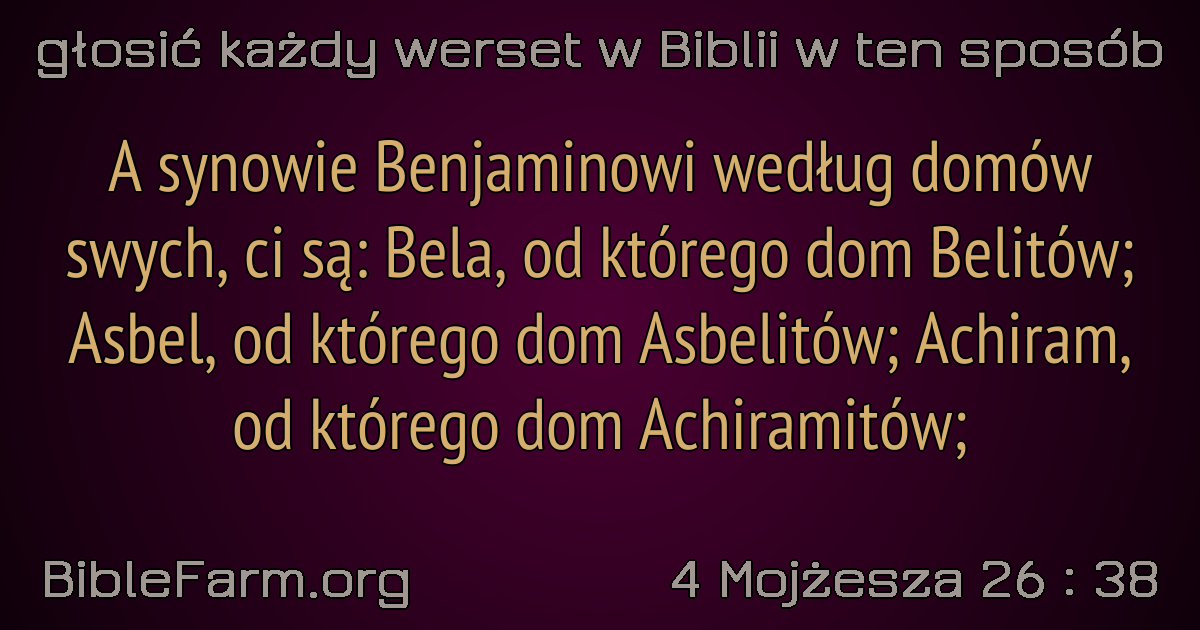 głosić każdy werset w Biblii w ten sposób
A synowie Benjaminowi według domów
swych, ci są: Bela, od którego dom Belitów;
Asbel, od którego dom Asbelitów; Achiram,
od którego dom Achiramitów;
BibleFarm.org
4 Mojżesza 26 : 38